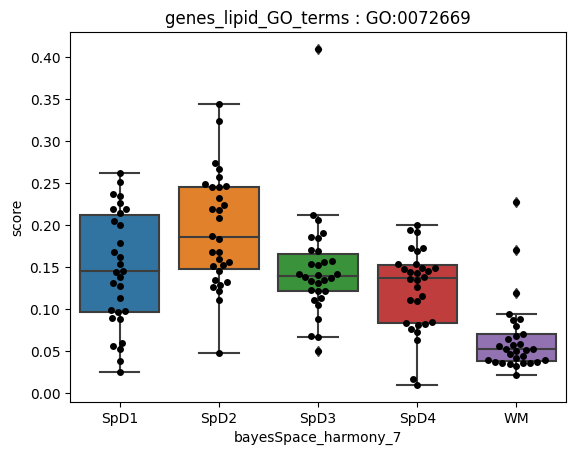 genes_lipid_GO_terms : GO:0072669
0.40
0.35
0.30
0.25
0.20
0.15
0.10
0.05
0.00
score
SpD1 SpD2 SpD3 SpD4 WM
bayesSpace_harmony_7